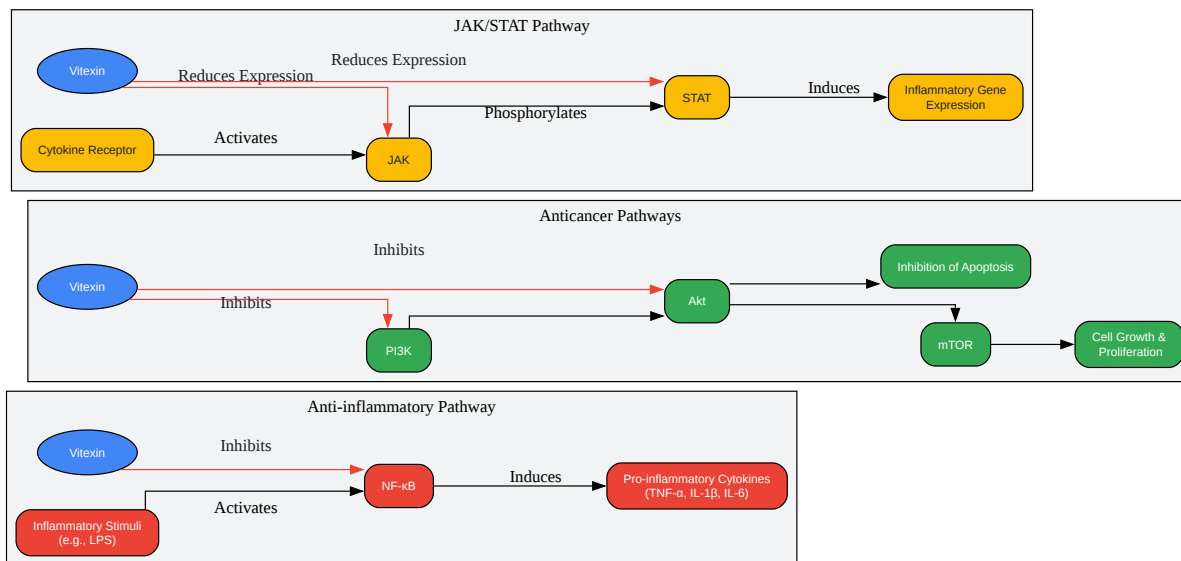 JAK/STAT Pathway
Vitexin
Reduces Expression
Reduces Expression
STAT
Induces
Inflammatory Gene
Expression
Phosphorylates
Cytokine Receptor
Activates
JAK
Anticancer Pathways
Vitexin
Inhibits
Inhibits
Akt
Inhibition of Apoptosis
PI3K
mTOR
Cell Growth &
Proliferation
Anti-inflammatory Pathway
Vitexin
Inhibits
NF-κB
Induces
Pro-inflammatory Cytokines
(TNF-α, IL-1β, IL-6)
Activates
Inflammatory Stimuli
(e.g., LPS)